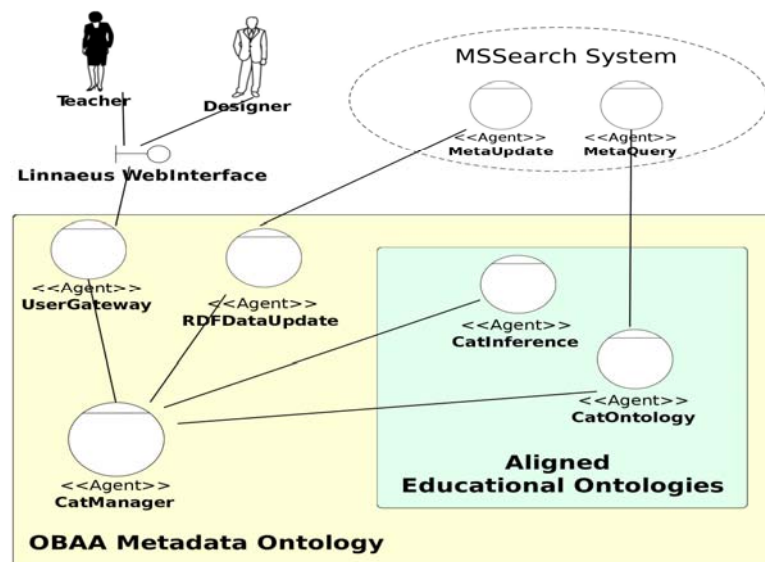 MSSearch System
Teacher
Designer
<<Agent>>
MetaUpdate
<<Agent>>
MetaQuery
Linnaeus WebInterface
<<Agent>>
UserGateway
<<Agent>>
RDFDataUpdate
<<Agent>>
CatInference
<<Agent>>
CatOntology
<<Agent>>
CatManager
Aligned
Educational Ontologies
OBAA Metadata Ontology